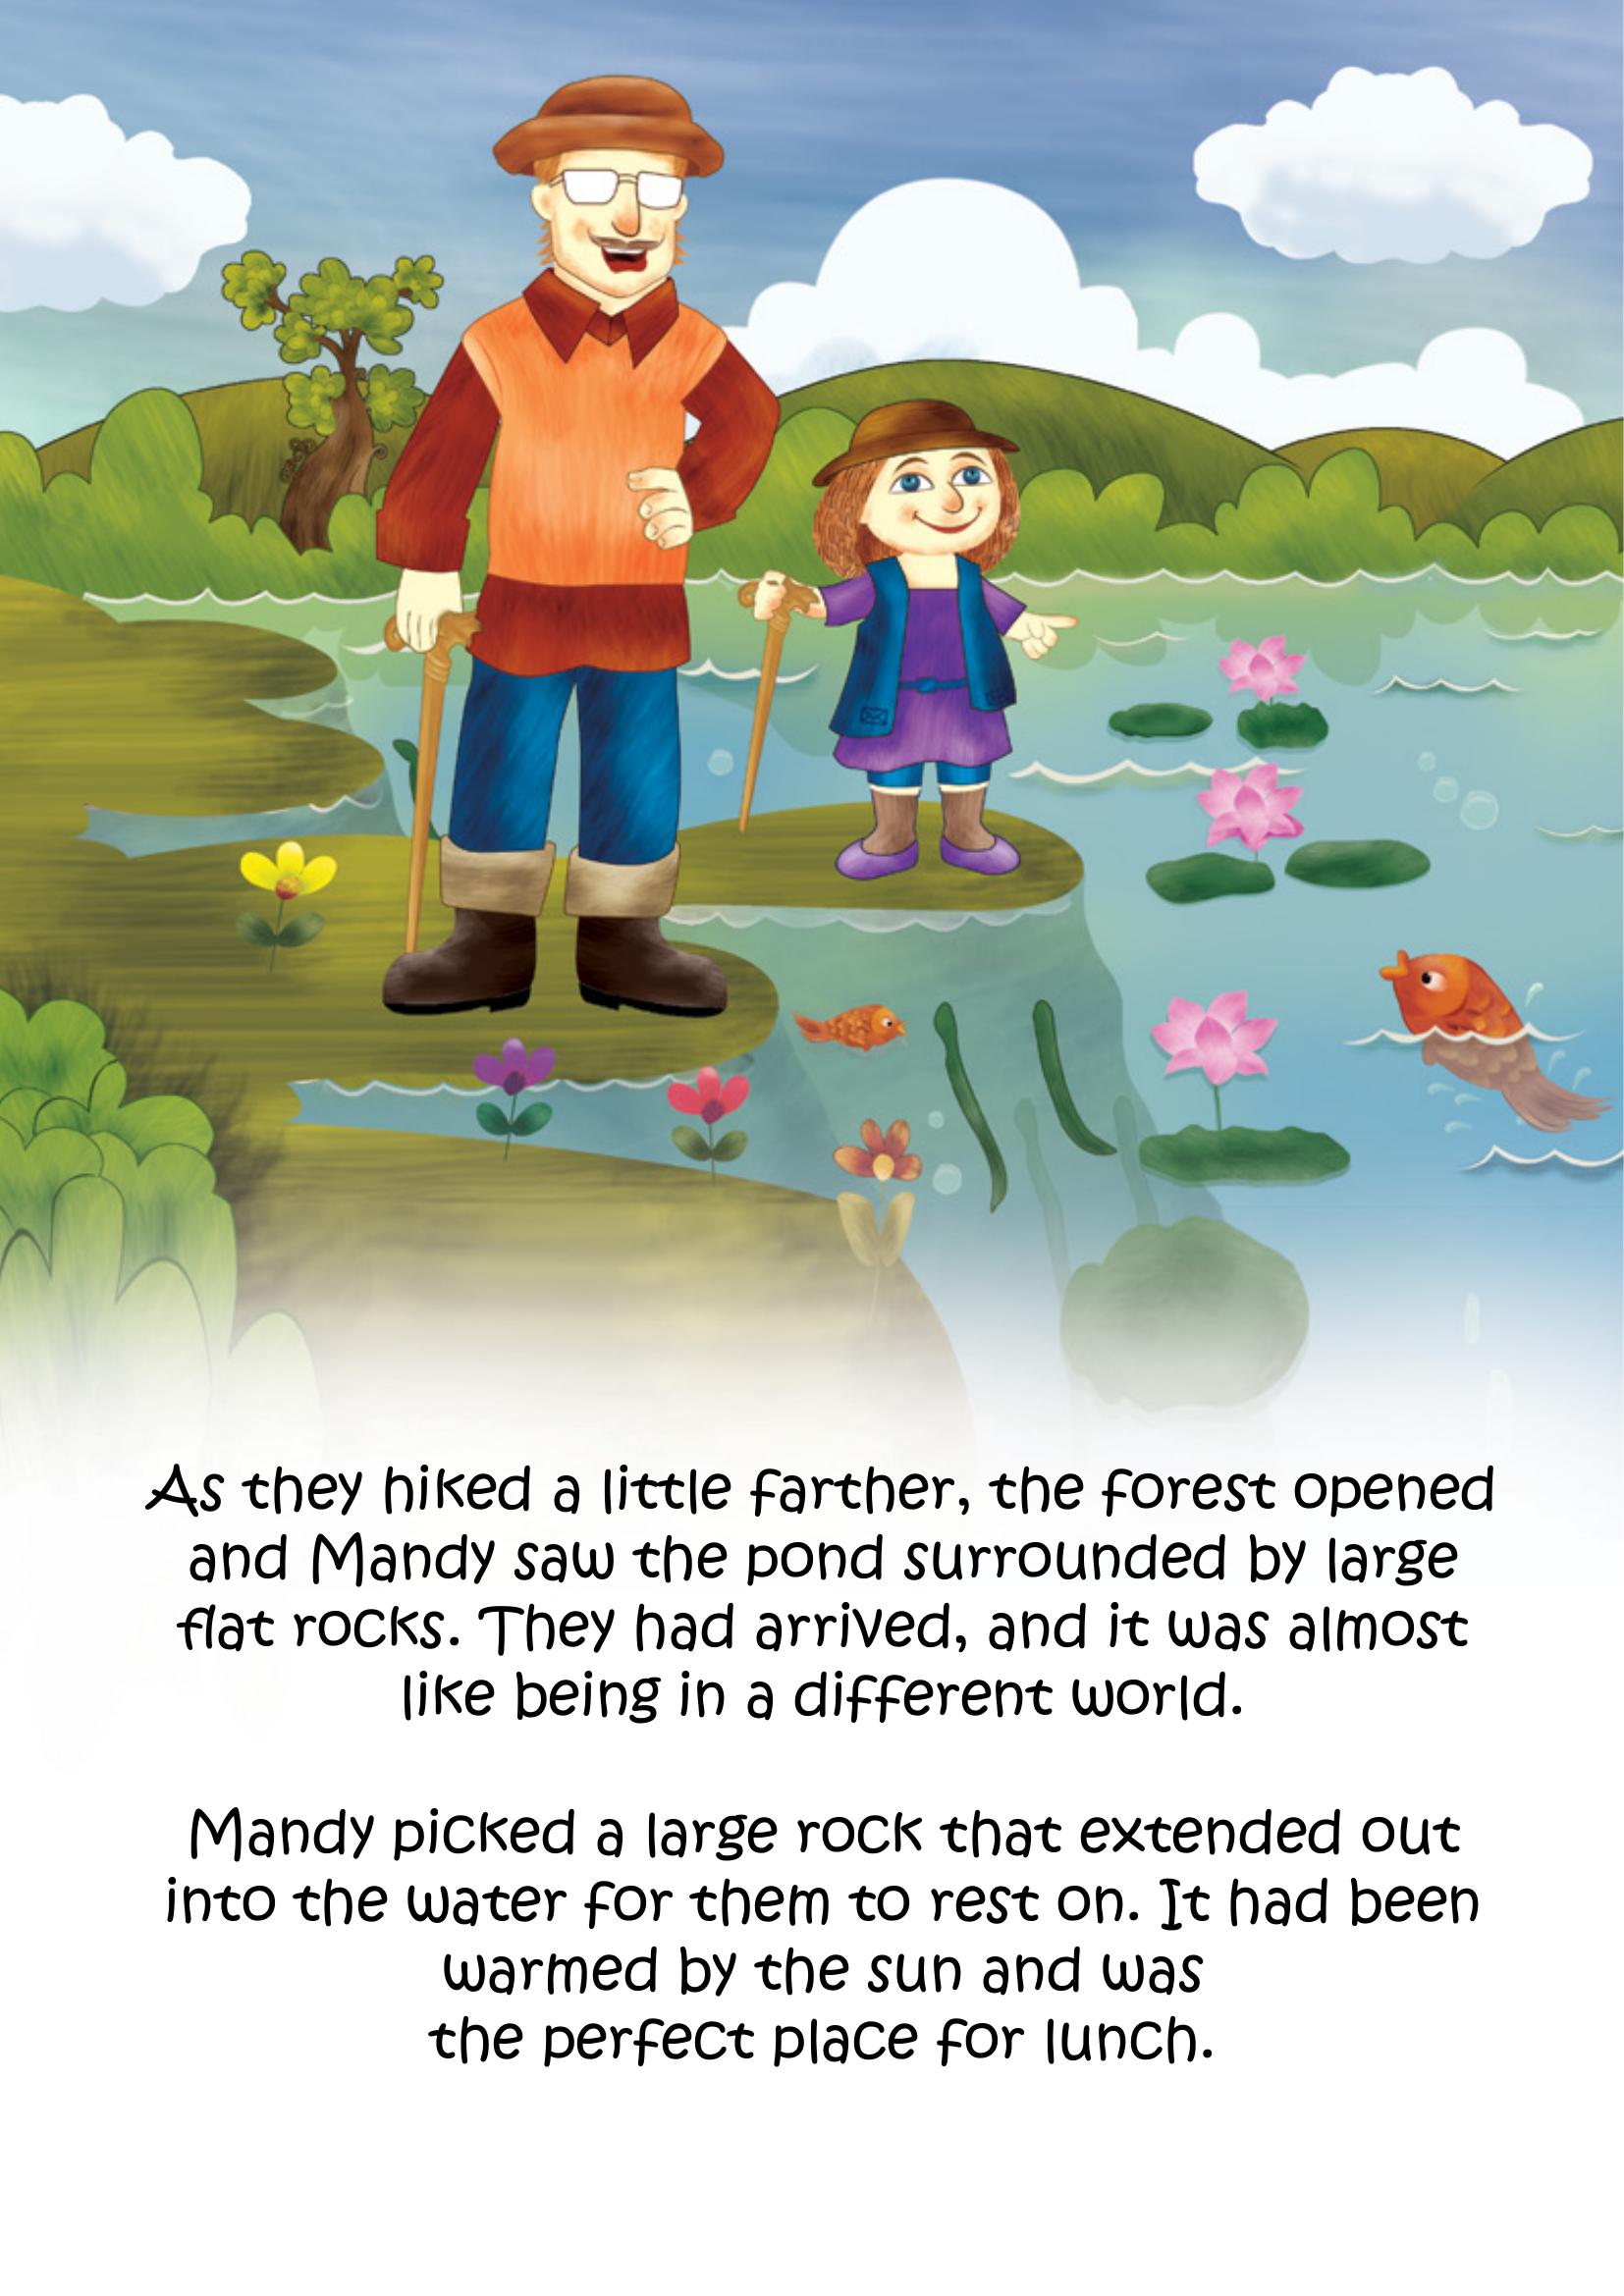 As they hiked a little farther, the forest opened
and Mandy saw the pond surrounded by large
flat rocks. They had arrived, and it was almost
like being in a different world.
Mandy picked a large rock that extended out
into the water for them to rest on. It had been
warmed by the sun and was
the perfect place for lunch.